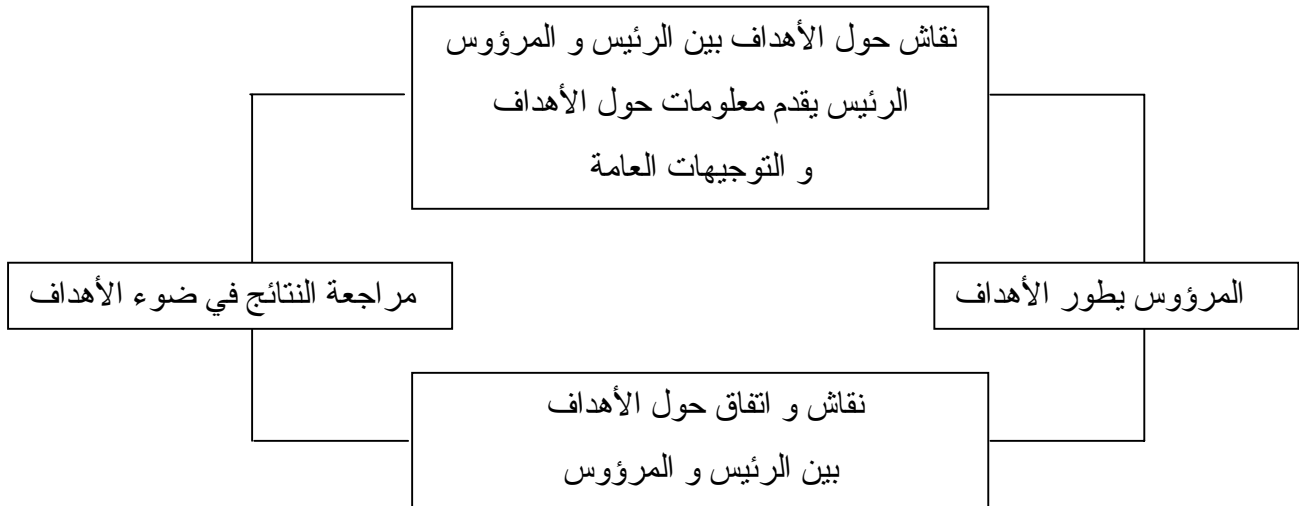 نقاش حول الأهداف بين الرئيس و المرؤوس
الرئيس يقدم معلومات حول الأهداف
و التوجيهات العامة
المرؤوس يطور الأهداف
مراجعة النتائج في ضوء الأهداف
نقاش و اتفاق حول الأهداف
بين الرئيس و المرؤوس